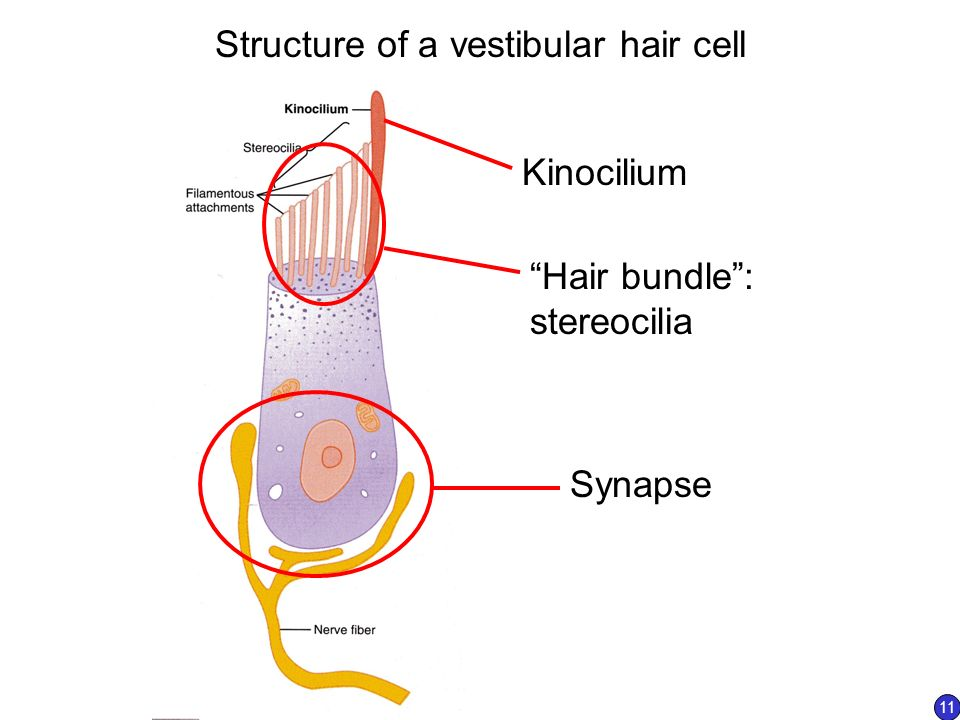 Structure of a vestibular hair cell
Kinocilium
Stereocilia
Filamentous
attachments
Kinocilium
“Hair bundle”:
stereocilia
Synapse
Nerve fiber
11